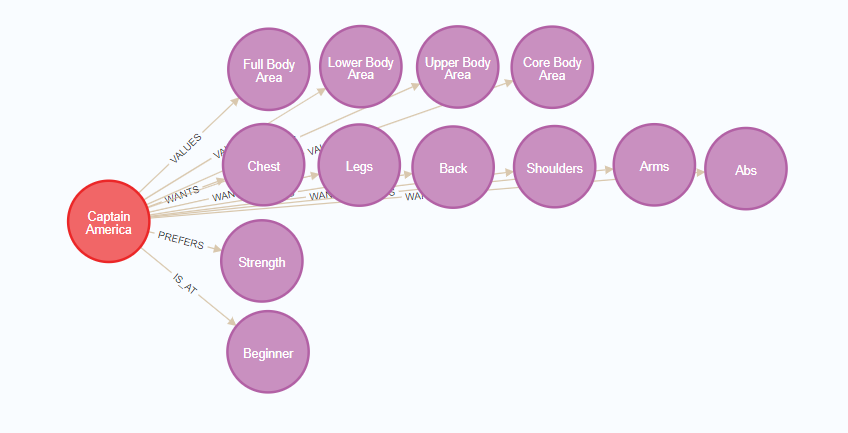 Full Body
Area
Lower Body
Area
Upper Body
Area
Core Body
Area
VALUES
Chest
Legs
Back
Shoulders
Arms
Abs
WANTS
Captain
America
PREFERS
Strength
IS_AT
Beginner